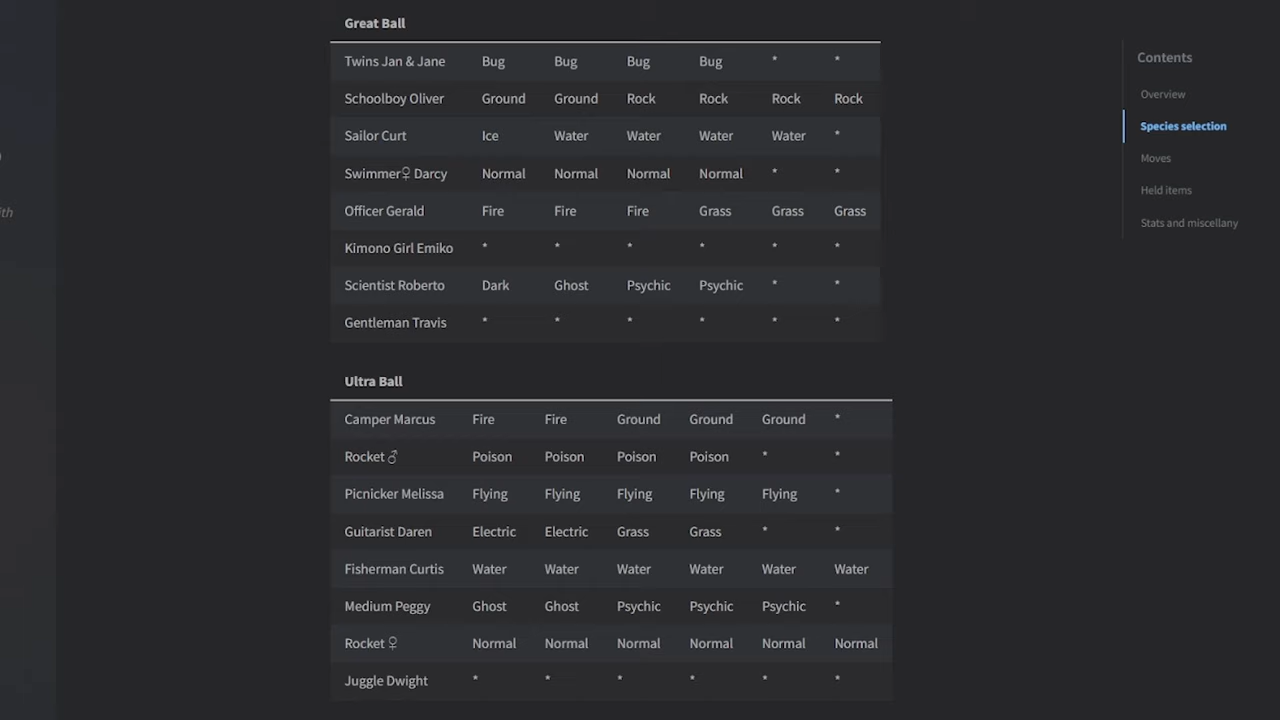 Great Ball
Twins Jan & Jane Bug Bug Bug Bug * *
Schoolboy Oliver Ground Ground Rock Rock Rock Rock
Sailor Curt Ice Water Water Water Water *
Swimmer♀ Darcy Normal Normal Normal Normal * *
Officer Gerald Fire Fire Fire Grass Grass Grass
Kimono Girl Emiko * * * * * *
Scientist Roberto Dark Ghost Psychic Psychic * *
Gentleman Travis * * * * * *
Ultra Ball
Camper Marcus Fire Fire Ground Ground Ground *
Rocket ♂ Poison Poison Poison Poison * *
Picnicker Melissa Flying Flying Flying Flying Flying *
Guitarist Daren Electric Electric Grass Grass * *
Fisherman Curtis Water Water Water Water Water Water
Medium Peggy Ghost Ghost Psychic Psychic Psychic *
Rocket ♀ Normal Normal Normal Normal Normal Normal
Juggle Dwight * * * * * *
Contents
Overview
Species selection
Moves
Held items
Stats and miscellany
ith